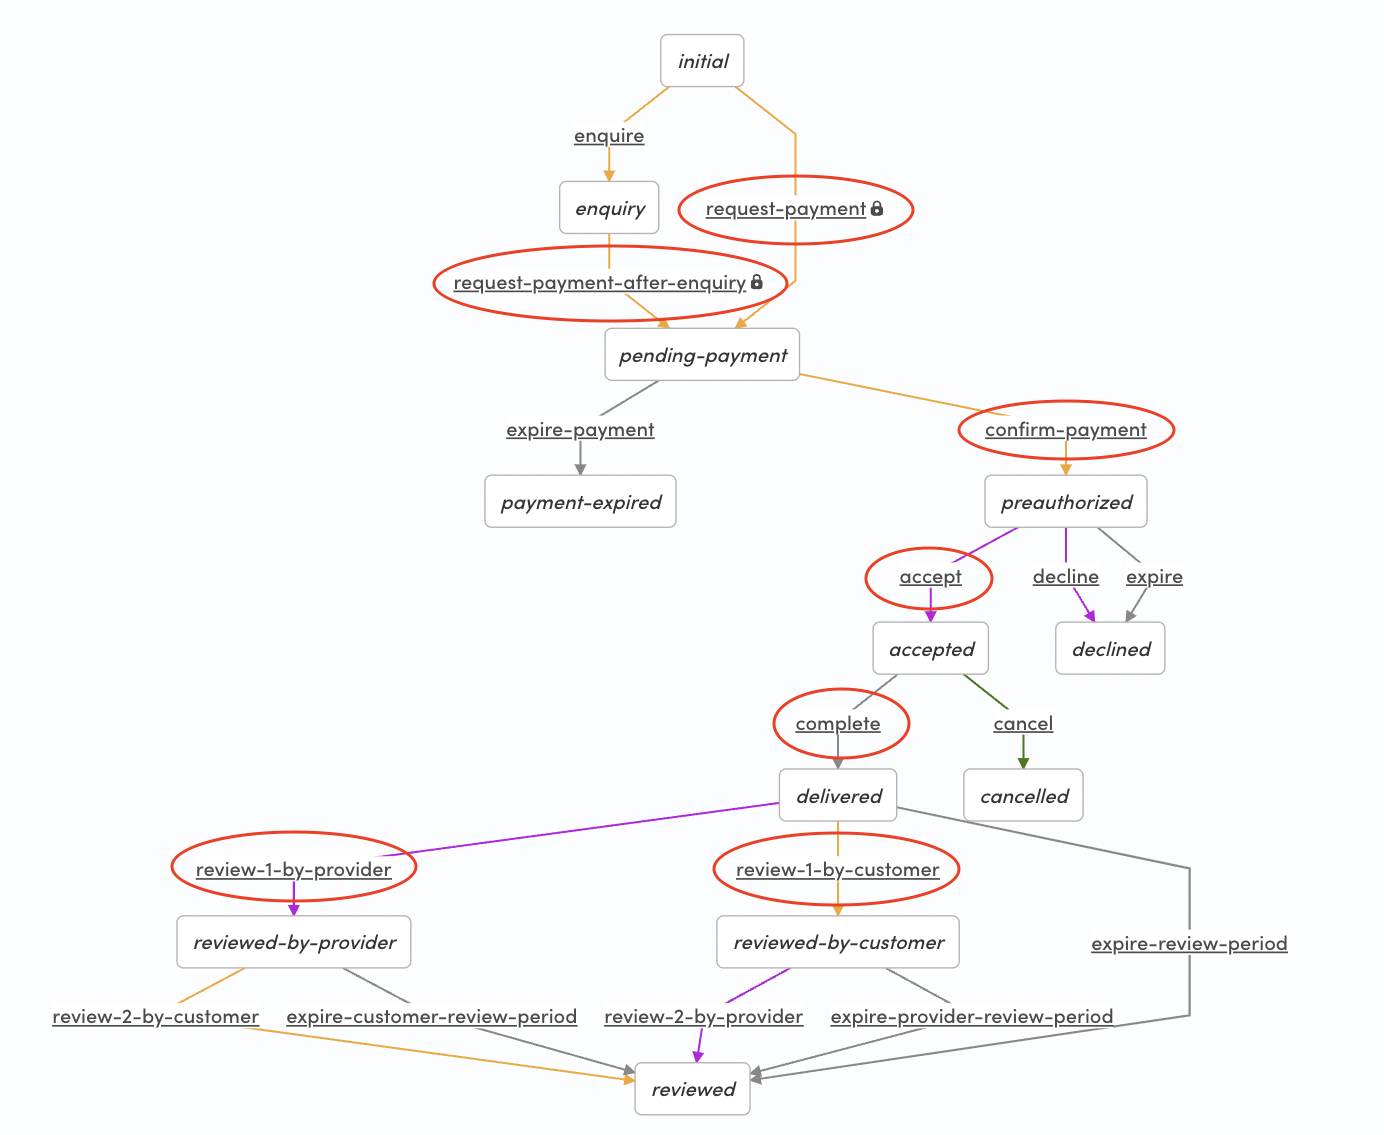 initial
enquire
enquiry
request-payment
request-payment-after-enquiry
pending-payment
expire-payment
confirm-payment
payment-expired
preauthorized
accept
decline
expire
accepted
declined
complete
cancel
delivered
cancelled
review-1-by-provider
review-1-by-customer
reviewed-by-provider
reviewed-by-customer
expire-review-period
review-2-by-customer
expire-customer-review-period
review-2-by-provider
expire-provider-review-period
reviewed